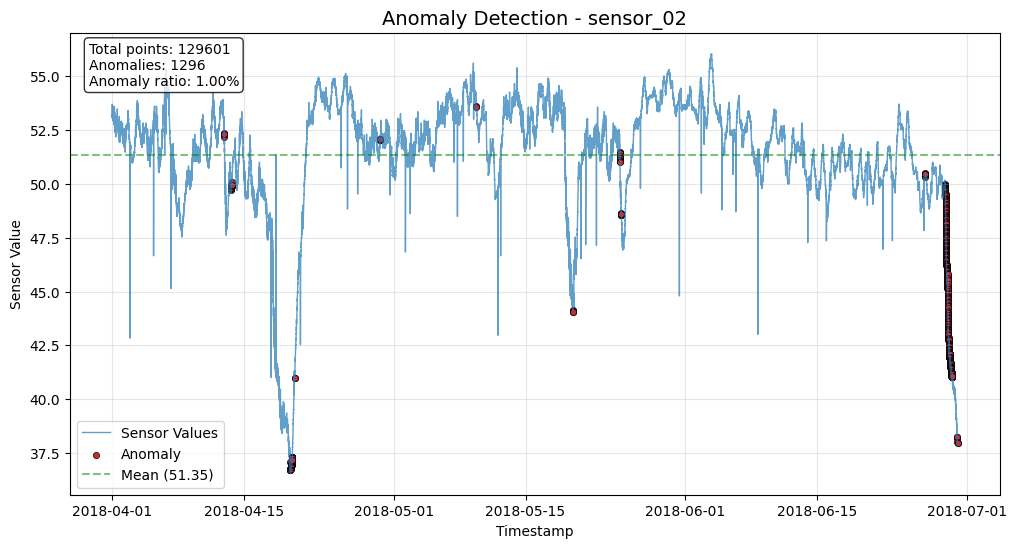 Anomaly Detection - sensor_02
Total points: 129601
Anomalies: 1296
Anomaly ratio: 1.00%
55.0
52.5
50.0
47.5
45.0
42.5
40.0
37.5
Sensor Value
Sensor Values
Anomaly
Mean (51.35)
2018-04-01
2018-04-15
2018-05-01
2018-05-15
2018-06-01
2018-06-15
2018-07-01
Timestamp